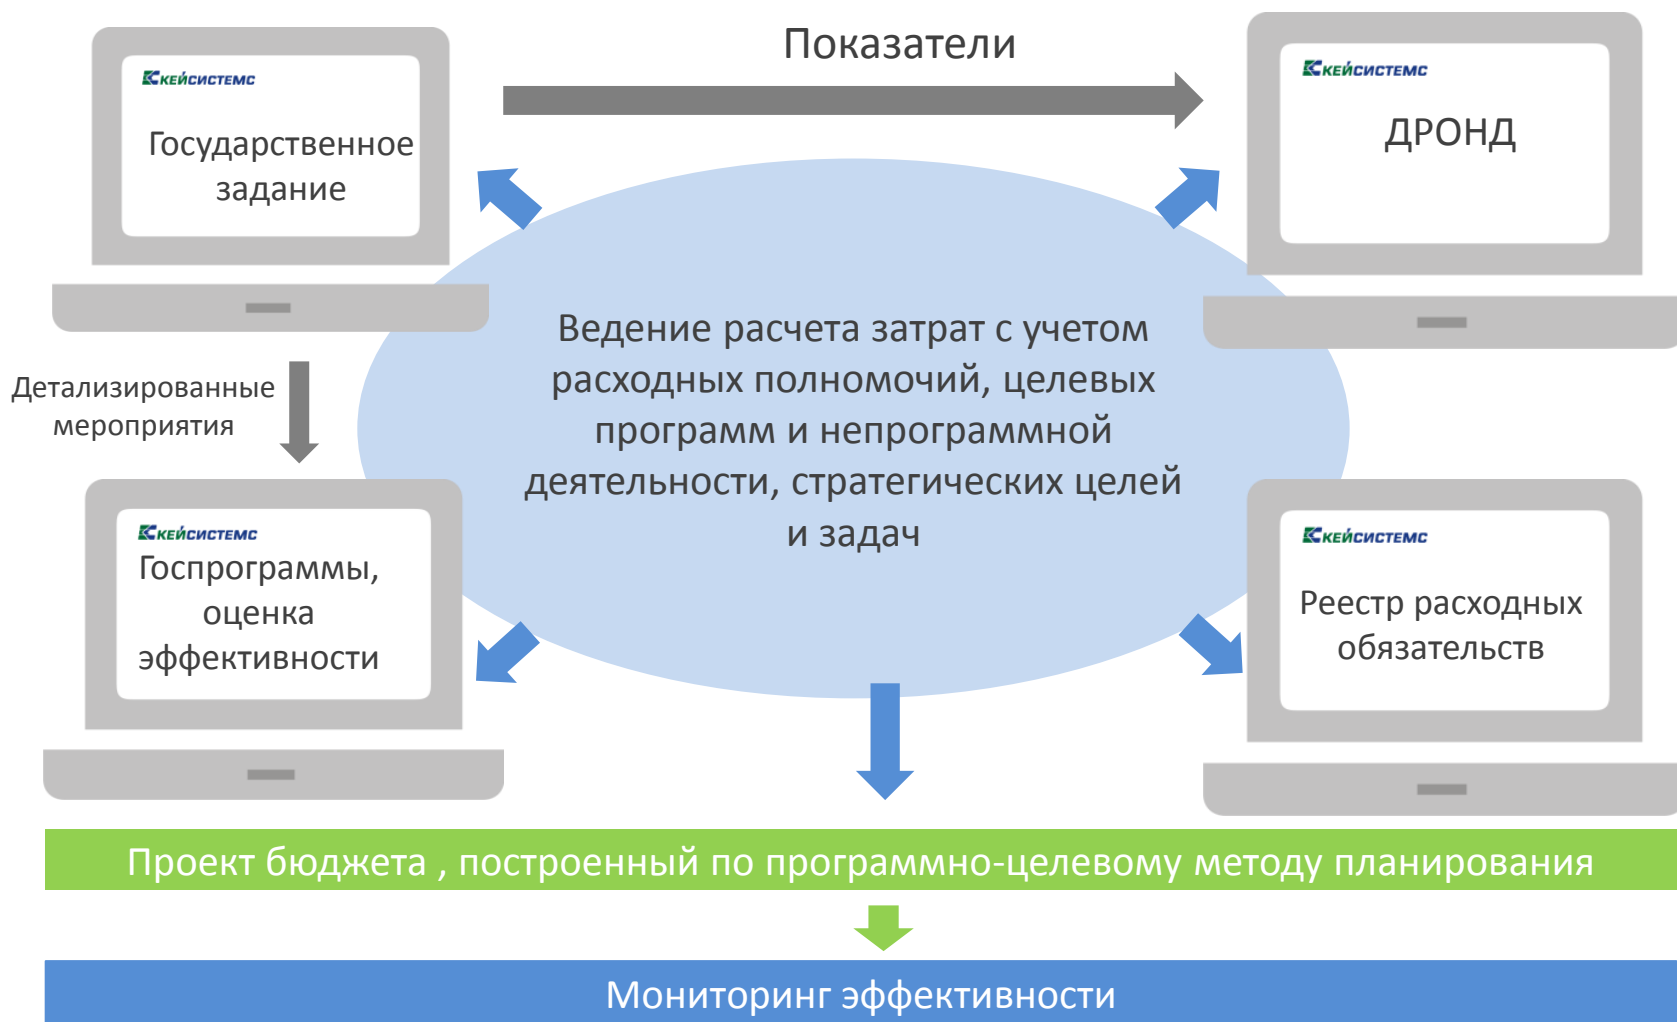 Показатели
КЕЙСИСТЕМС
Государственное
задание
КЕЙСИСТЕМС
ДРОНД
Ведение расчета затрат с учетом
расходных полномочий, целевых
программ и непрограммной
деятельности, стратегических целей
и задач
Детализированные
мероприятия
КЕЙСИСТЕМС
Госпрограммы,
оценка
эффективности
КЕЙСИСТЕМС
Реестр расходных
обязательств
Проект бюджета , построенный по программно-целевому методу планирования
Мониторинг эффективности